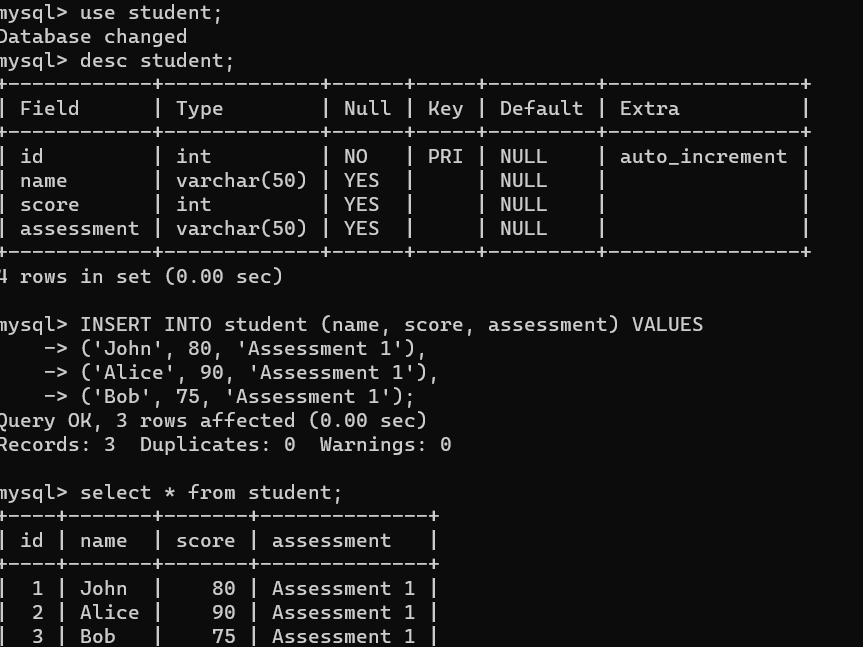 mysql> use student;
Database changed
mysql> desc student;
+------------+-------------+------+-----+---------+----------------+
| Field      | Type        | Null | Key | Default | Extra          |
+------------+-------------+------+-----+---------+----------------+
| id         | int         | NO   | PRI | NULL    | auto_increment |
| name       | varchar(50) | YES  |     | NULL    |                |
| score      | int         | YES  |     | NULL    |                |
| assessment | varchar(50) | YES  |     | NULL    |                |
+------------+-------------+------+-----+---------+----------------+
4 rows in set (0.00 sec)

mysql> INSERT INTO student (name, score, assessment) VALUES
    -> ('John', 80, 'Assessment 1'),
    -> ('Alice', 90, 'Assessment 1'),
    -> ('Bob', 75, 'Assessment 1');
Query OK, 3 rows affected (0.00 sec)
Records: 3  Duplicates: 0  Warnings: 0

mysql> select * from student;
+----+-------+-------+--------------+
| id | name  | score | assessment   |
+----+-------+-------+--------------+
|  1 | John  |    80 | Assessment 1 |
|  2 | Alice |    90 | Assessment 1 |
|  3 | Bob   |    75 | Assessment 1 |